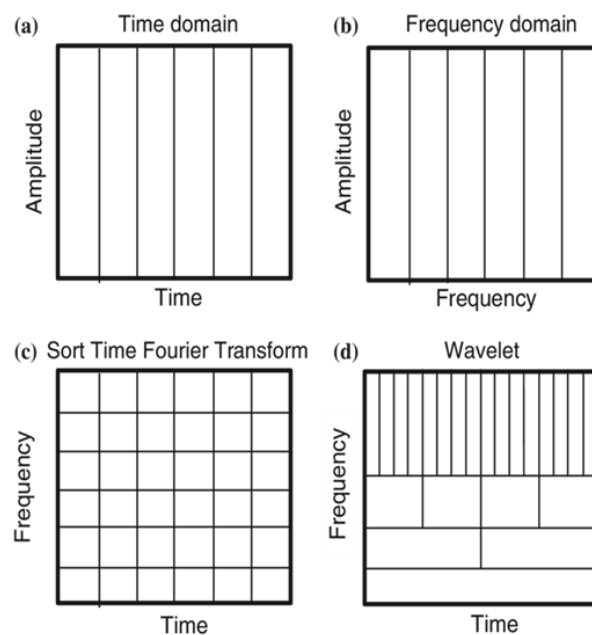 (a) Time domain
Amplitude
Time
(b) Frequency domain
Amplitude
Frequency
(c) Sort Time Fourier Transform
Frequency
Time
(d) Wavelet
Frequency
Time